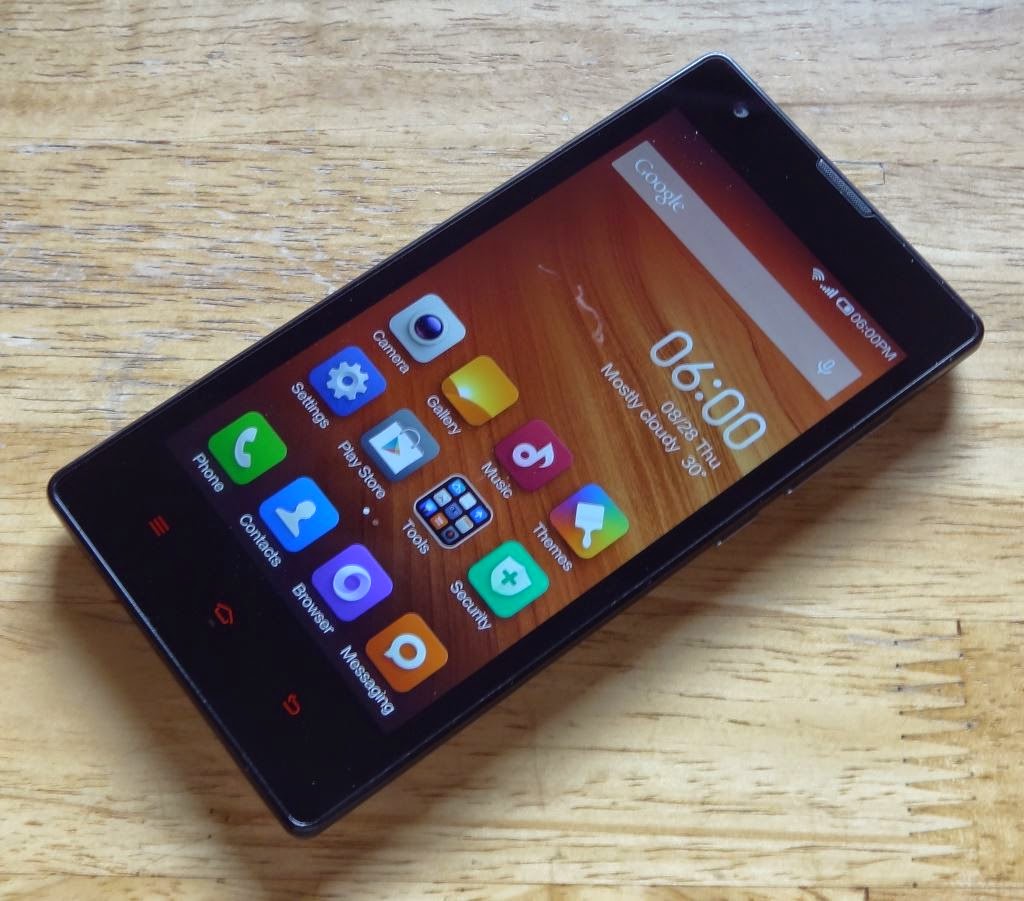 06:00PM
Google
06:00
08/28 Thu
Mostly cloudy 30°
Camera
Gallery
Music
Themes
Settings
Play Store
Tools
Security
Phone
Contacts
Browser
Messaging